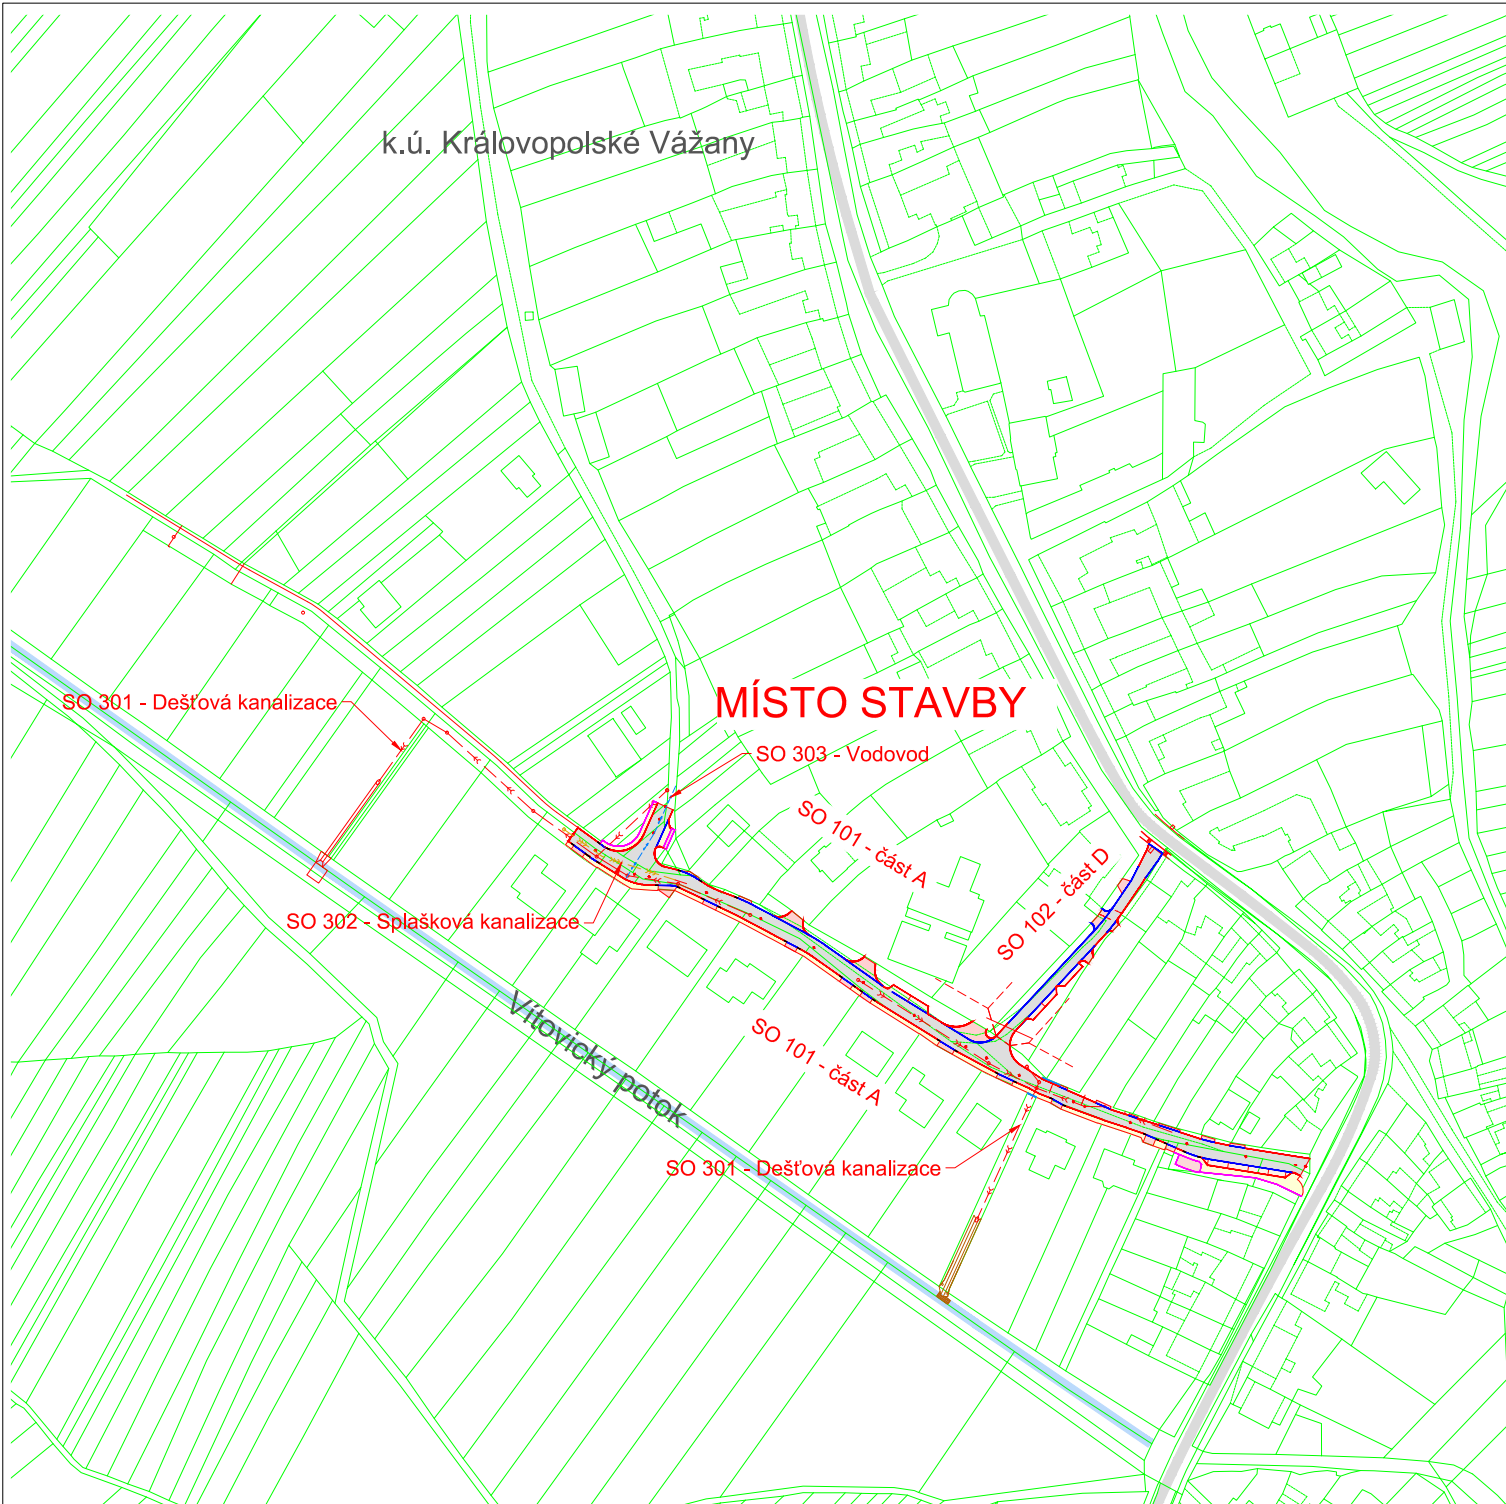 k.ú. Královopolské Vážany
SO 301 - Dešťová kanalizace
MÍSTO STAVBY
SO 303 - Vodovod
SO 101 - část A
SO 102 - část D
SO 302 - Splašková kanalizace
Vítovický potok
SO 101 - část A
SO 301 - Dešťová kanalizace